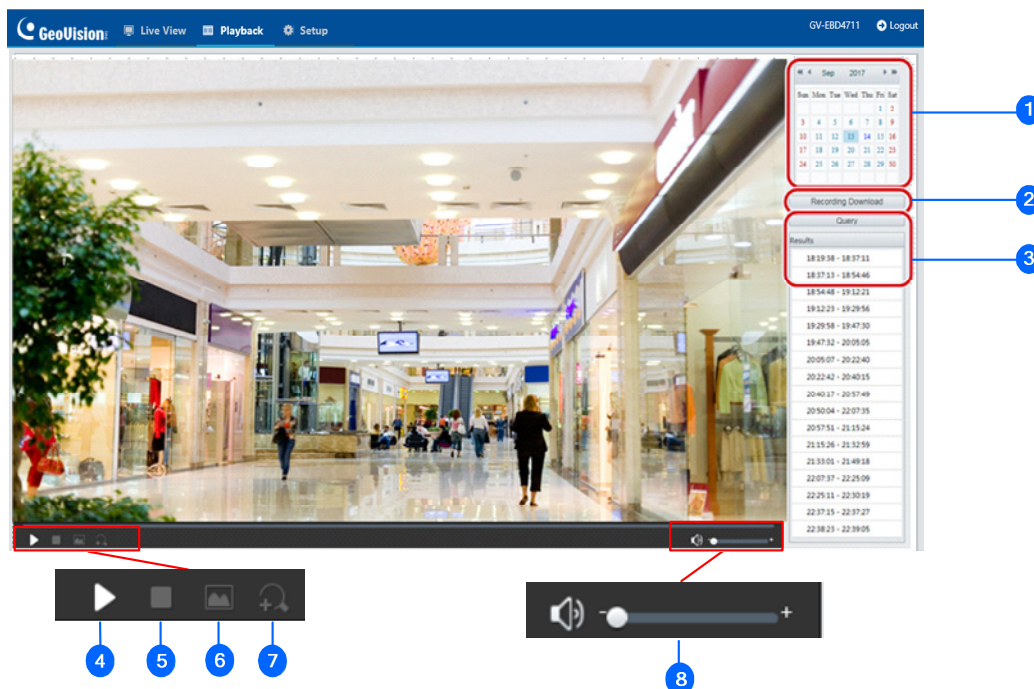 GeoVision
Live View
Playback
Setup
GV-EBD4711
Logout
Sep 2017
Sun Mon Tue Wed Thu Fri Sat
1 2
3 4 5 6 7 8 9
10 11 12 13 14 15 16
17 18 19 20 21 22 23
24 25 26 27 28 29 30
1
Recording Download
2
Query
Results
3
18:19:38 - 18:37:11
18:37:13 - 18:54:46
18:54:48 - 19:12:21
19:12:23 - 19:29:56
19:29:58 - 19:47:30
19:47:32 - 20:05:05
20:05:07 - 20:22:40
20:22:42 - 20:40:15
20:40:17 - 20:57:49
20:50:04 - 22:07:35
20:57:51 - 21:15:24
21:15:26 - 21:32:59
21:33:01 - 21:49:18
22:07:37 - 22:25:09
22:25:11 - 22:30:19
22:37:15 - 22:37:27
22:38:23 - 22:39:05
- +
- +
4 5 6 7
8